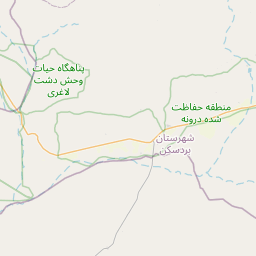 پناهگاه حیات
وحش دشت
لاغری
منطقه حفاظت
شده درونه
شهرستان
بردسکن